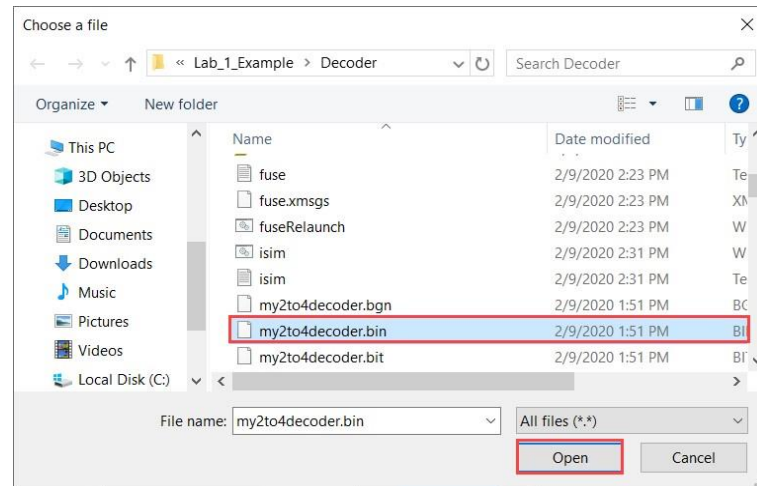 Choose a file
« Lab_1_Example > Decoder
Search Decoder
Organize
New folder
This PC
3D Objects
Desktop
Documents
Downloads
Music
Pictures
Videos
Local Disk (C:)
Name Date modified Ty
fuse 2/9/2020 2:23 PM Te
fuse.xmsgs 2/9/2020 2:23 PM
fuseRelaunch 2/9/2020 2:23 PM W
isim 2/9/2020 2:31 PM W
isim 2/9/2020 2:31 PM Te
my2to4decoder.bgn 2/9/2020 1:51 PM
my2to4decoder.bin 2/9/2020 1:51 PM
my2to4decoder.bit 2/9/2020 1:51 PM
File name: my2to4decoder.bin All files (*.*)
Open Cancel